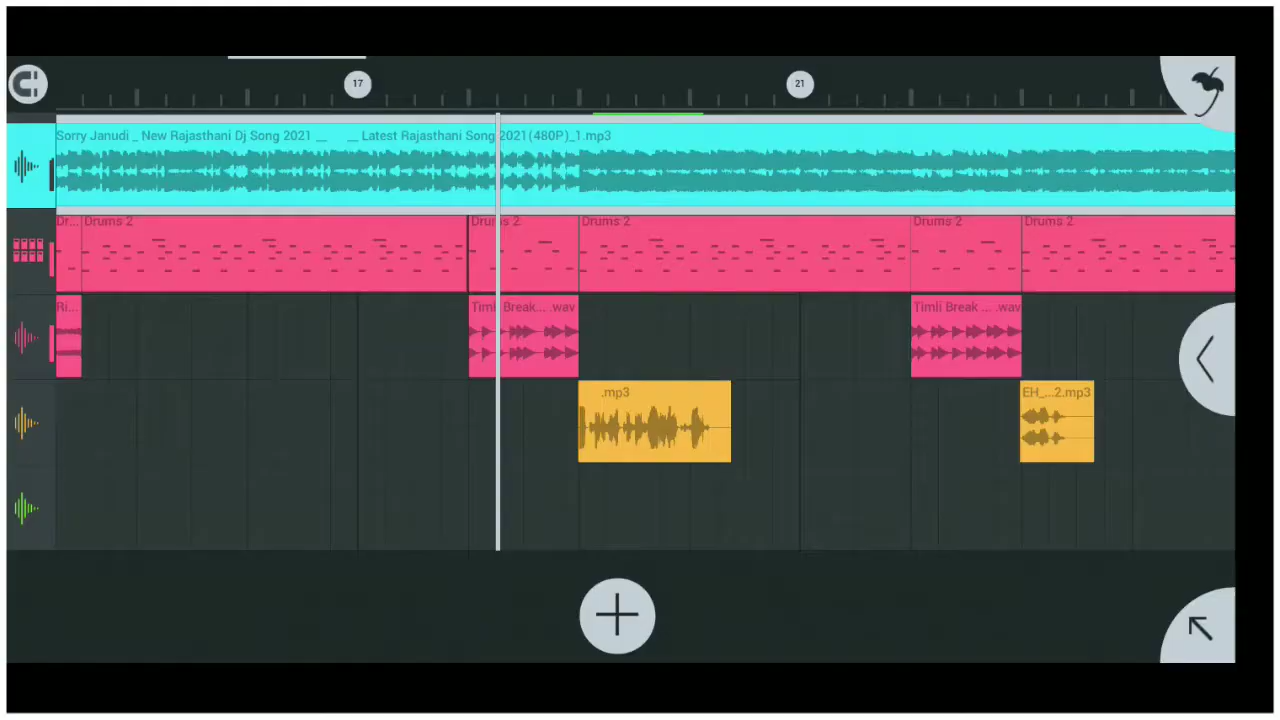 17
21
Sorry Janudi _ New Rajasthani Dj Song 2021 __ __ Latest Rajasthani Song 2021(480P)_1.mp3
Dr... Drums 2 Drums 2 Drums 2 Drums 2 Drums 2
Ri... Timli Break... .wav Timli Break ... .wav
.mp3 EH_...2.mp3